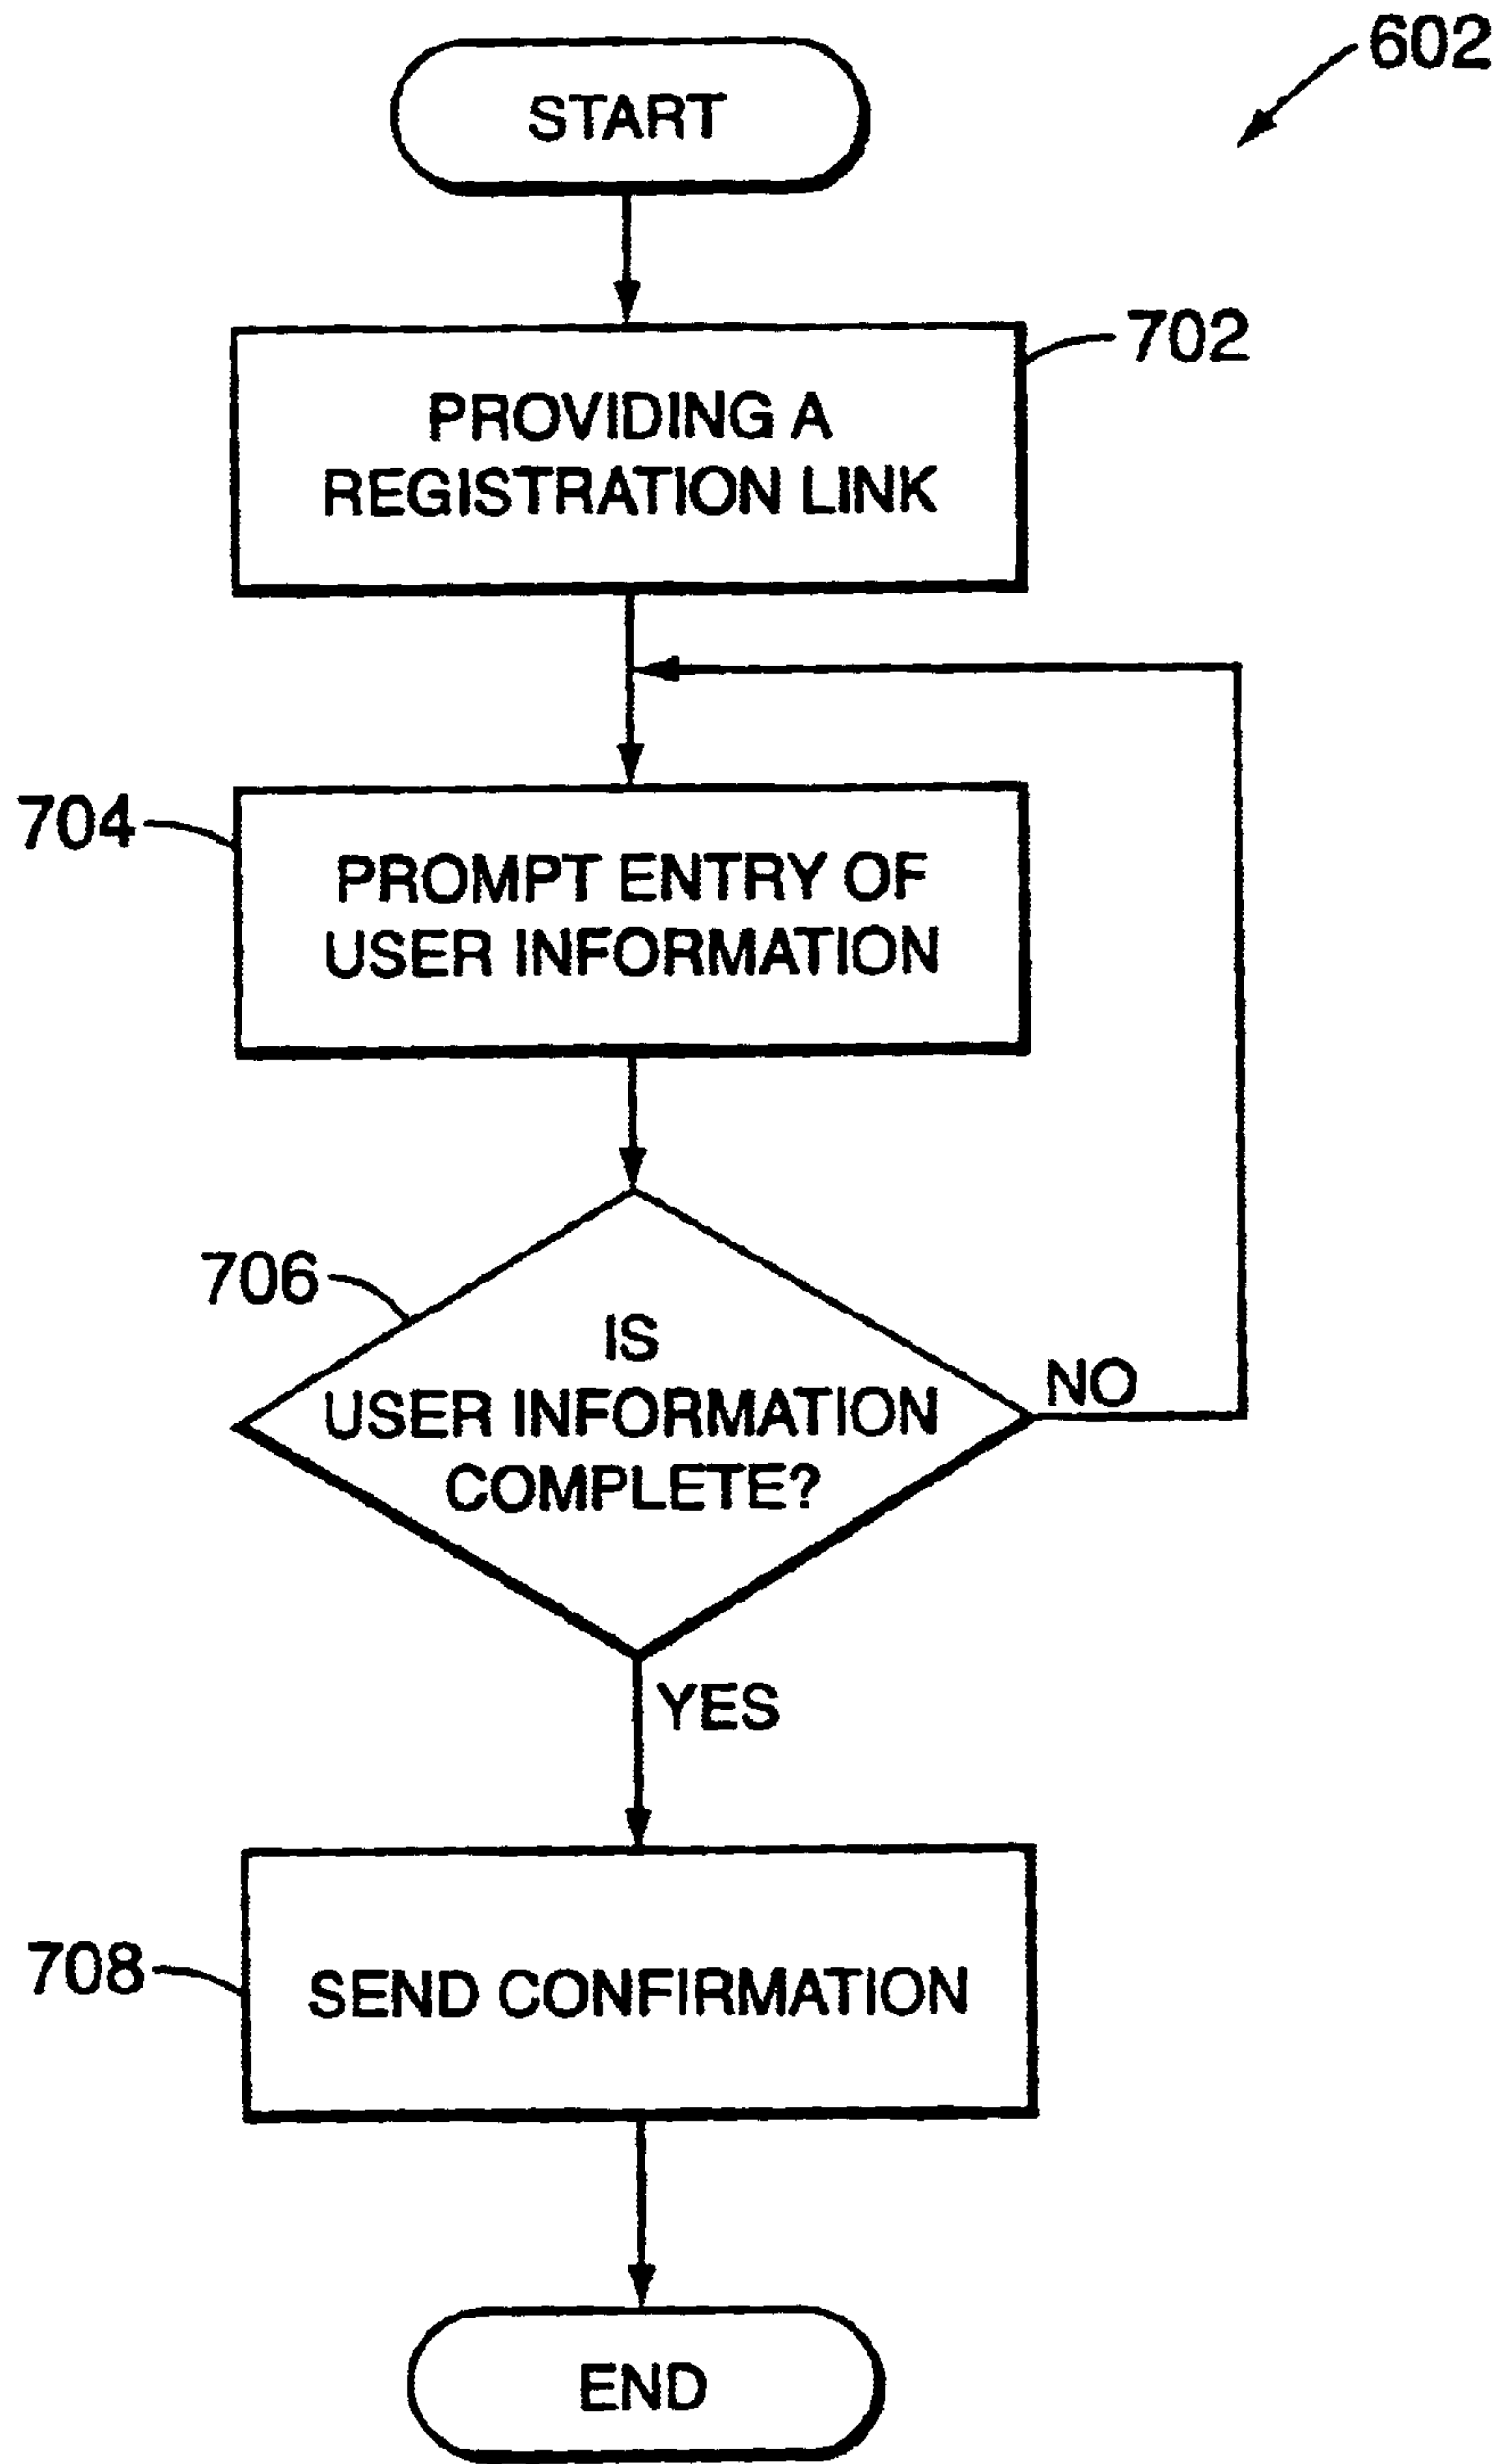 602
START
702
PROVIDING A
REGISTRATION LINK
704
PROMPT ENTRY OF
USER INFORMATION
706
IS
USER INFORMATION
COMPLETE?
NO
YES
708
SEND CONFIRMATION
END